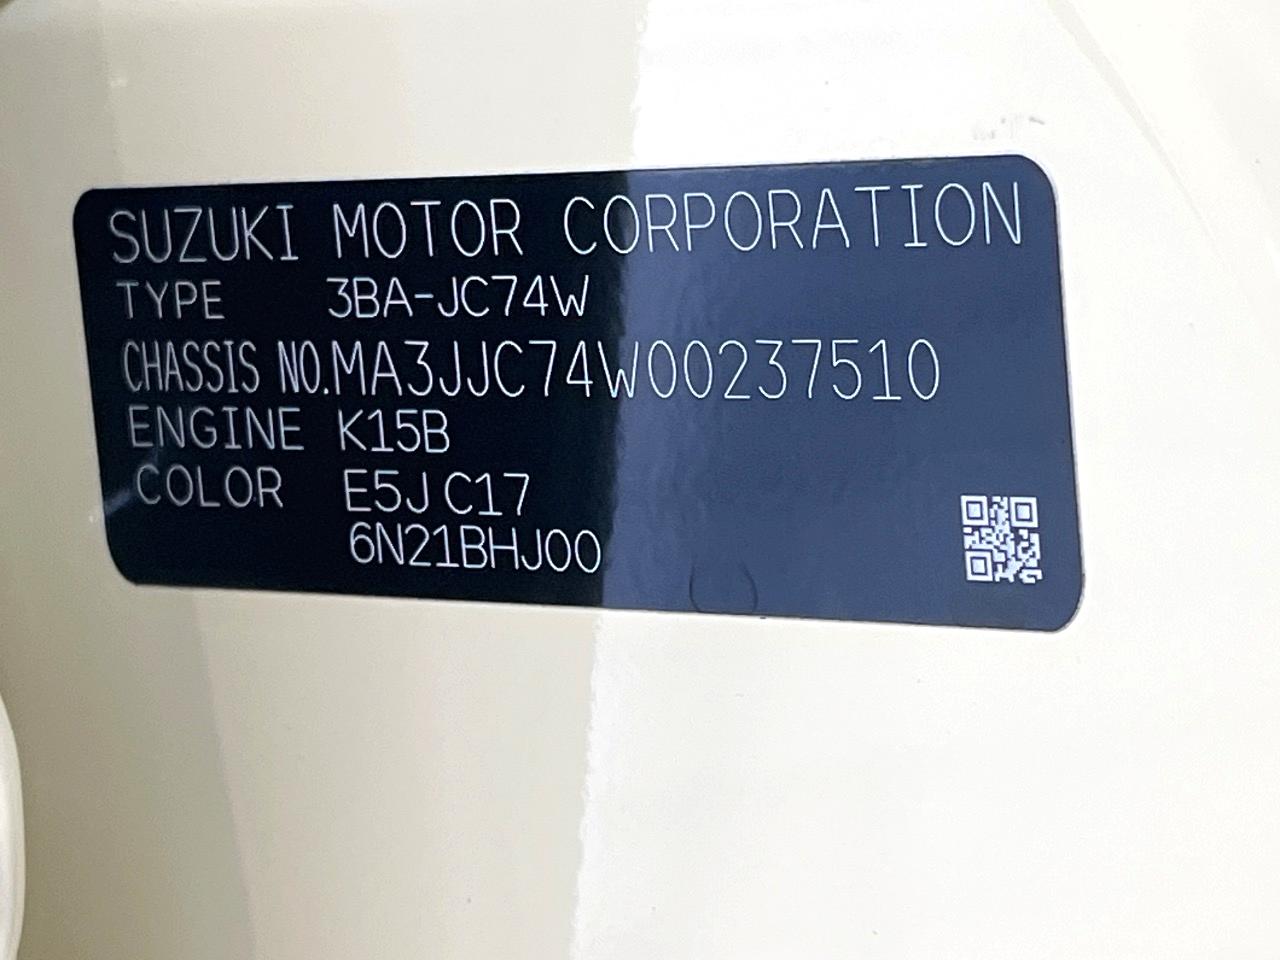 SUZUKI MOTOR CORPORATION
TYPE 3BA-JC74W
CHASSIS NO.MA3JJC74W00237510
ENGINE K15B
COLOR E5J C17
6N21BHJ00